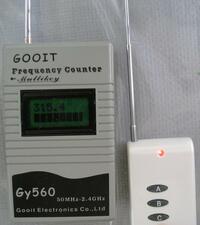 GOOIT
Frequency Counter
Multikey
315.4
Gy560
50MHz-2.4GHz
Gooit Electronics Co.,Ltd
A
B
C